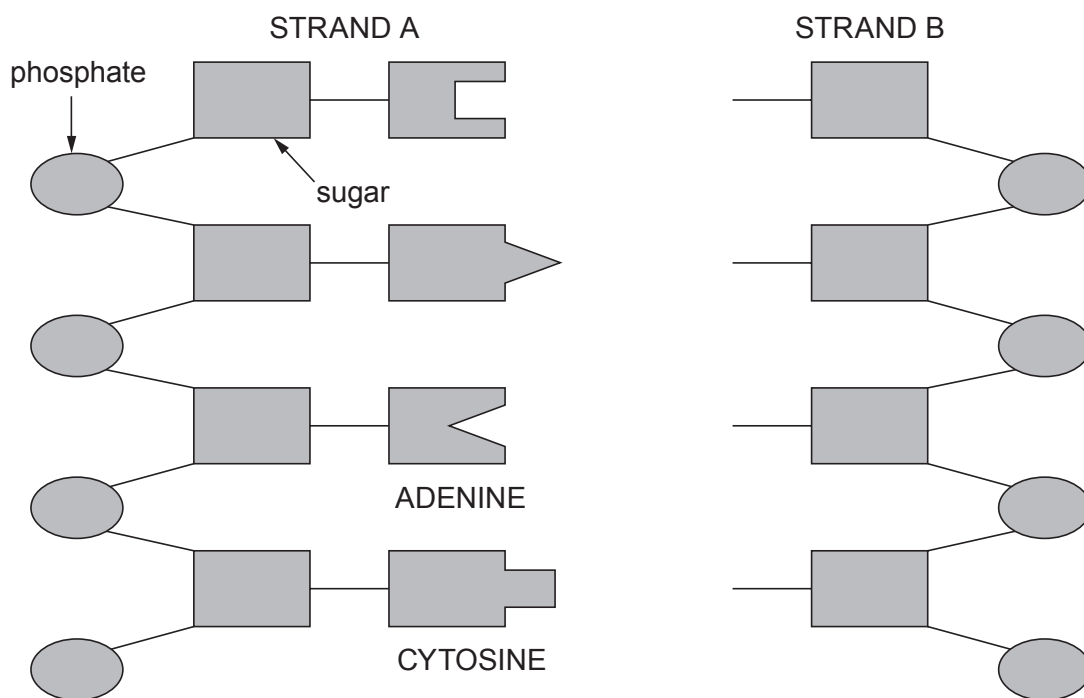 STRAND A
STRAND B
phosphate
sugar
ADENINE
CYTOSINE